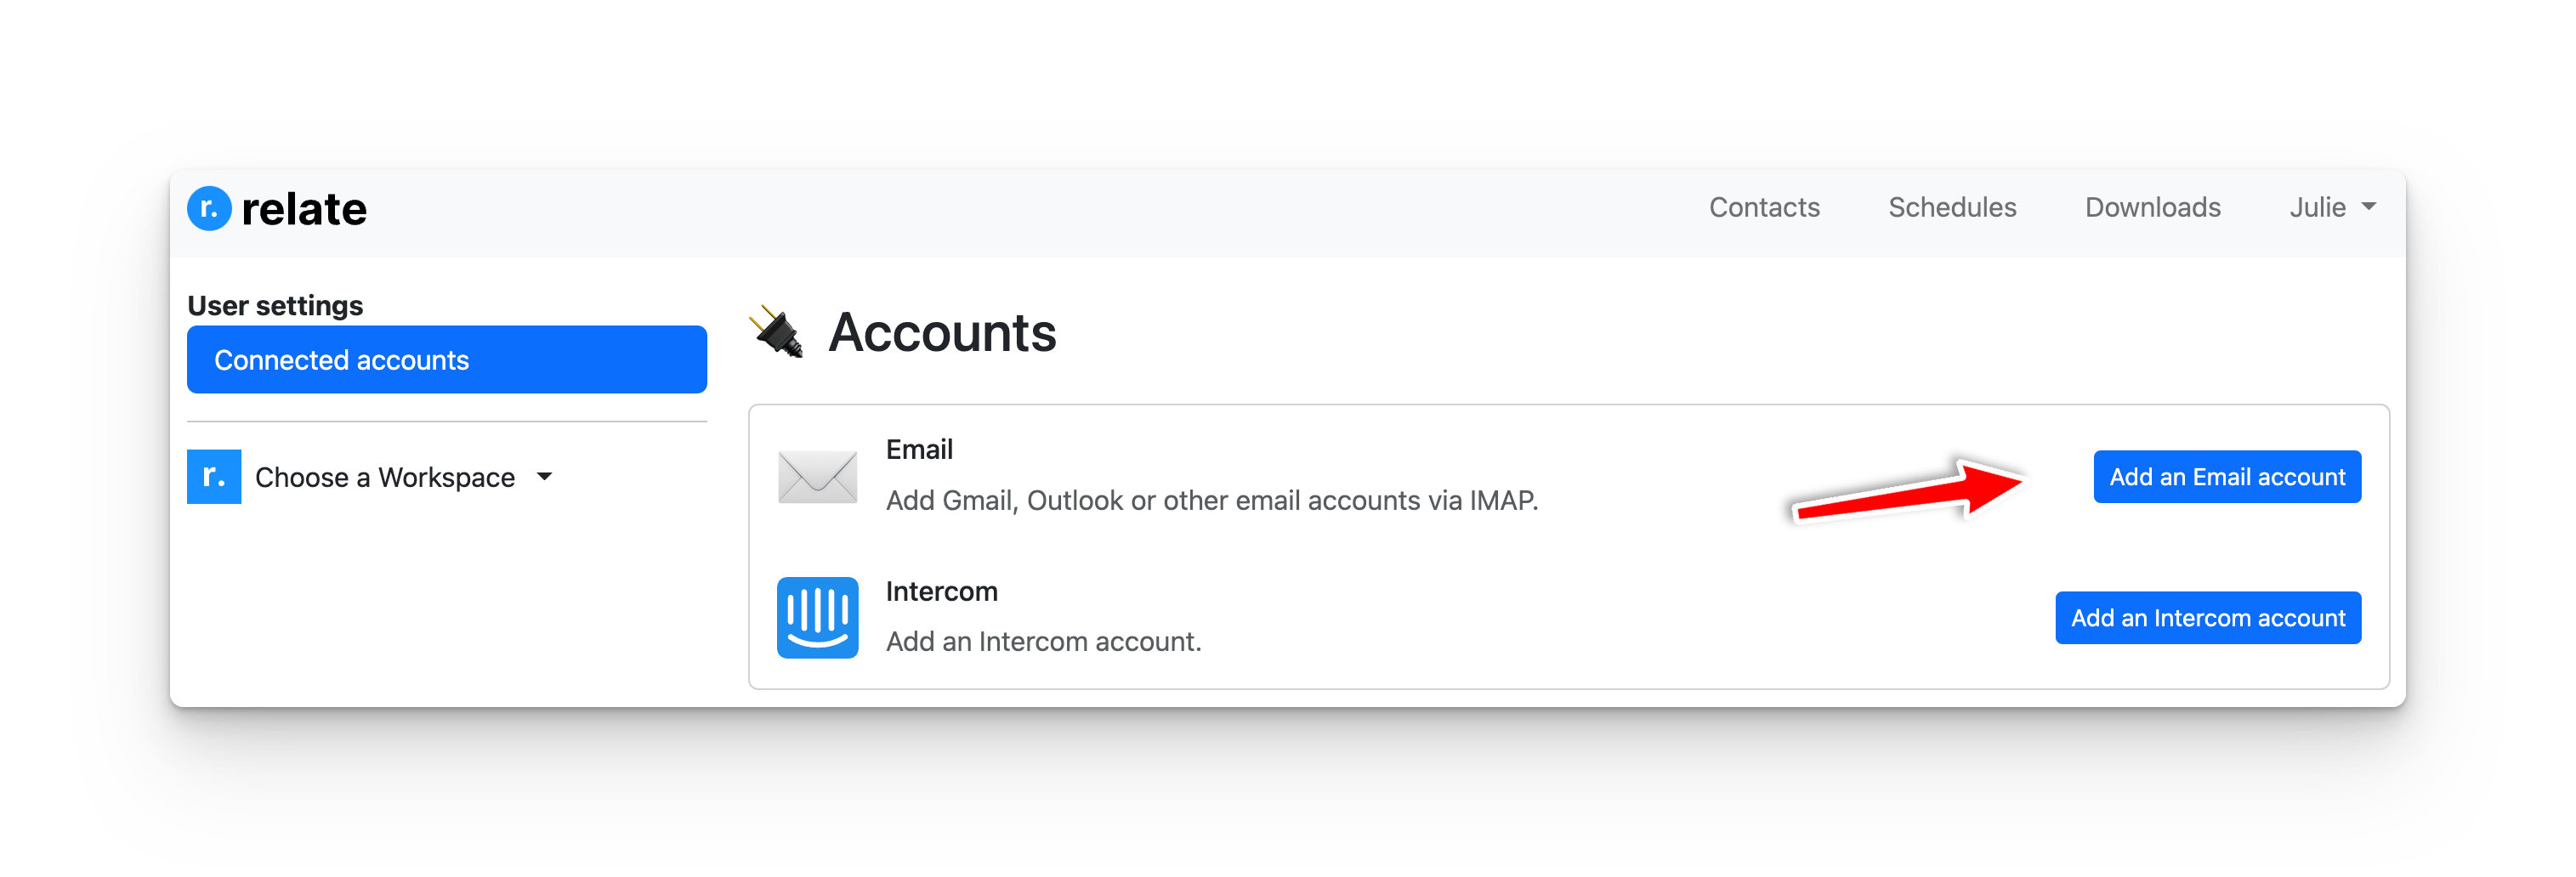 r. relate
Contacts
Schedules
Downloads
Julie
User settings
Connected accounts
r. Choose a Workspace
Accounts
Email
Add Gmail, Outlook or other email accounts via IMAP.
Add an Email account
Intercom
Add an Intercom account.
Add an Intercom account